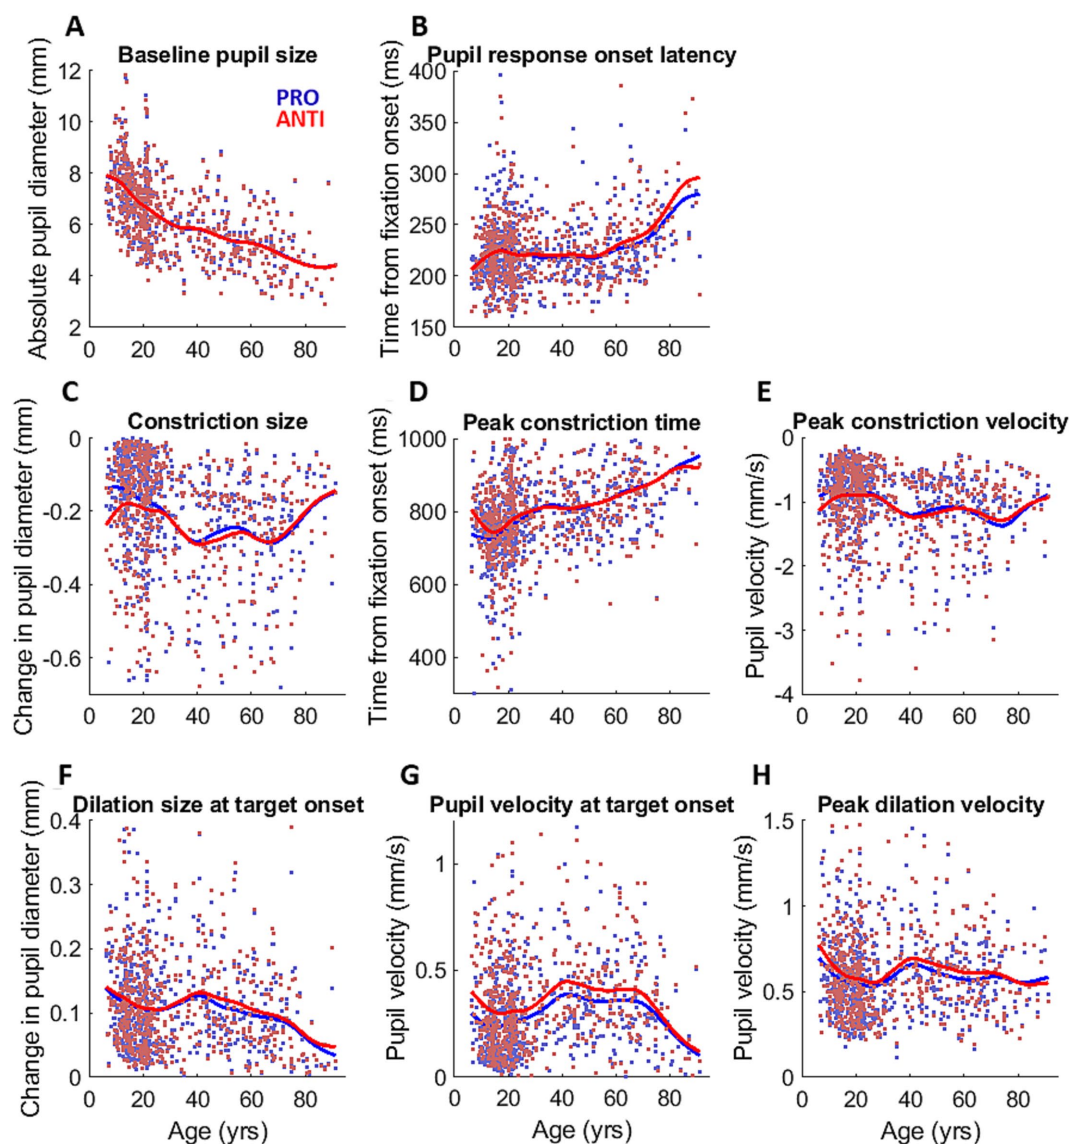 A
Baseline pupil size
Absolute pupil diameter (mm)
12
10
8
6
4
2
PRO
ANTI
0 20 40 60 80
B
Pupil response onset latency
Time from fixation onset (ms)
400
350
300
250
200
150
0 20 40 60 80
C
Constriction size
Change in pupil diameter (mm)
0
-0.2
-0.4
-0.6
0 20 40 60 80
D
Peak constriction time
Time from fixation onset (ms)
1000
800
600
400
0 20 40 60 80
E
Peak constriction velocity
Pupil velocity (mm/s)
0
-1
-2
-3
-4
0 20 40 60 80
F
Dilation size at target onset
Change in pupil diameter (mm)
0.4
0.3
0.2
0.1
0
0 20 40 60 80
Age (yrs)
G
Pupil velocity at target onset
Pupil velocity (mm/s)
1
0.5
0
0 20 40 60 80
Age (yrs)
H
Peak dilation velocity
Pupil velocity (mm/s)
1.5
1
0.5
0
0 20 40 60 80
Age (yrs)